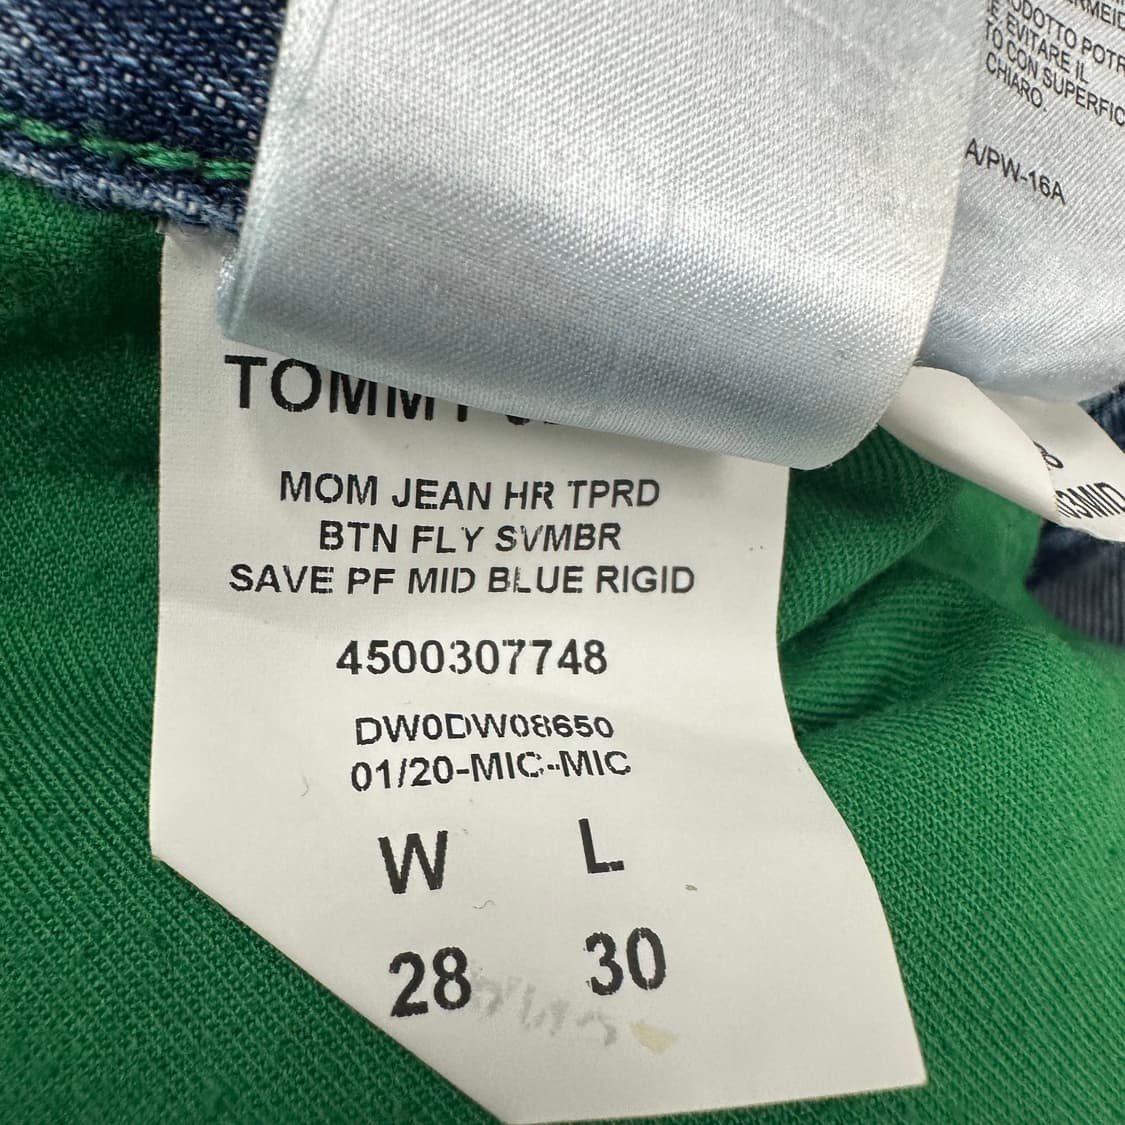 ODOTTO POTR
E EVITARE IL
TO CON SUPERFIC
CHIARO.
A/PW-16A
TOMMY
MOM JEAN HR TPRD
BTN FLY SVMBR
SAVE PF MID BLUE RIGID
4500307748
DW0DW08650
01/20-MIC-MIC
W L
28 30